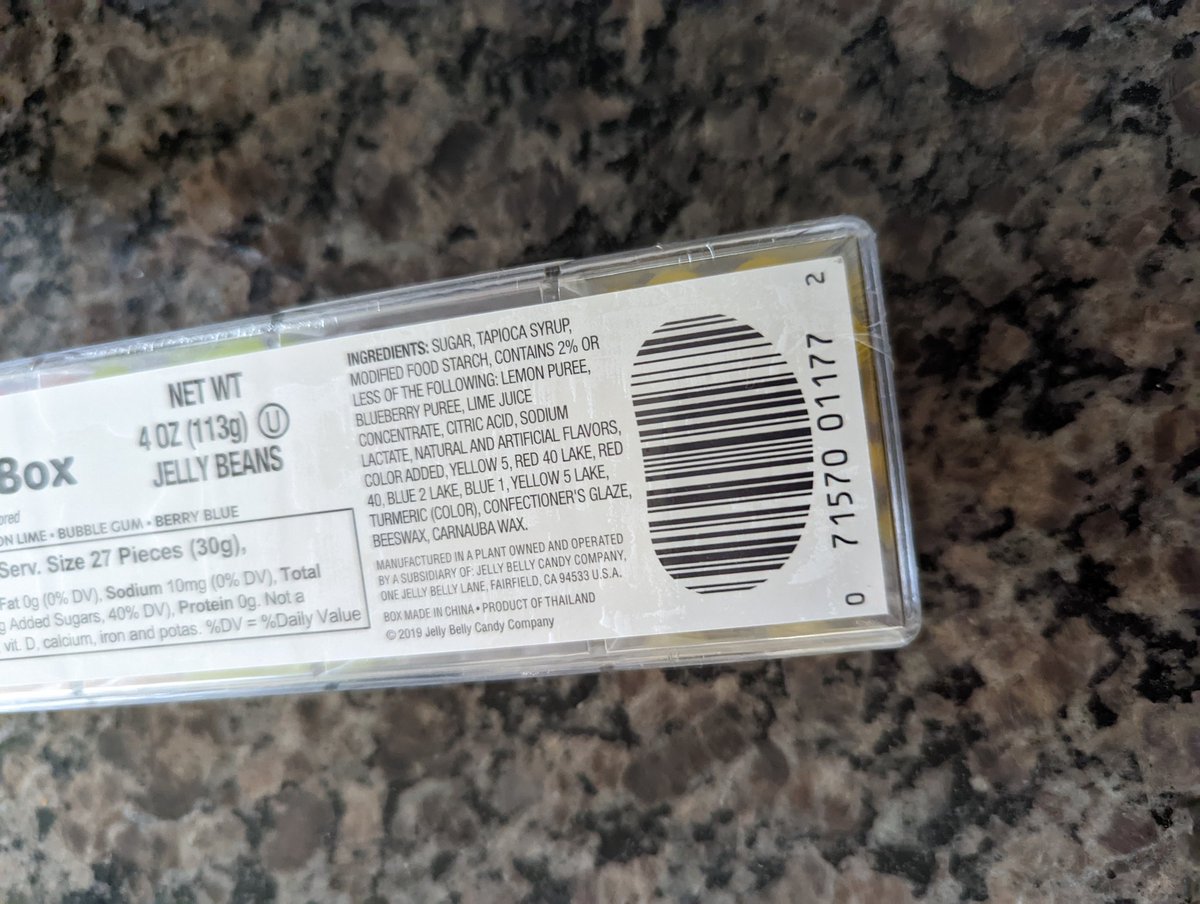 Box
NET WT
4 OZ (113g) U
JELLY BEANS
ored
ON LIME • BUBBLE GUM • BERRY BLUE
Serv. Size 27 Pieces (30g),
Fat 0g (0% DV), Sodium 10mg (0% DV), Total
g Added Sugars, 40% DV), Protein 0g. Not a
vit. D, calcium, iron and potas. %DV = %Daily Value
INGREDIENTS: SUGAR, TAPIOCA SYRUP,
MODIFIED FOOD STARCH, CONTAINS 2% OR
LESS OF THE FOLLOWING: LEMON PUREE,
BLUEBERRY PUREE, LIME JUICE
CONCENTRATE, CITRIC ACID, SODIUM
LACTATE, NATURAL AND ARTIFICIAL FLAVORS,
COLOR ADDED, YELLOW 5, RED 40 LAKE, RED
40, BLUE 2 LAKE, BLUE 1, YELLOW 5 LAKE,
TURMERIC (COLOR), CONFECTIONER'S GLAZE,
BEESWAX, CARNAUBA WAX.
MANUFACTURED IN A PLANT OWNED AND OPERATED
BY A SUBSIDIARY OF: JELLY BELLY CANDY COMPANY,
ONE JELLY BELLY LANE, FAIRFIELD, CA 94533 U.S.A.
BOX MADE IN CHINA • PRODUCT OF THAILAND
© 2019 Jelly Belly Candy Company
0 71570 01177 2